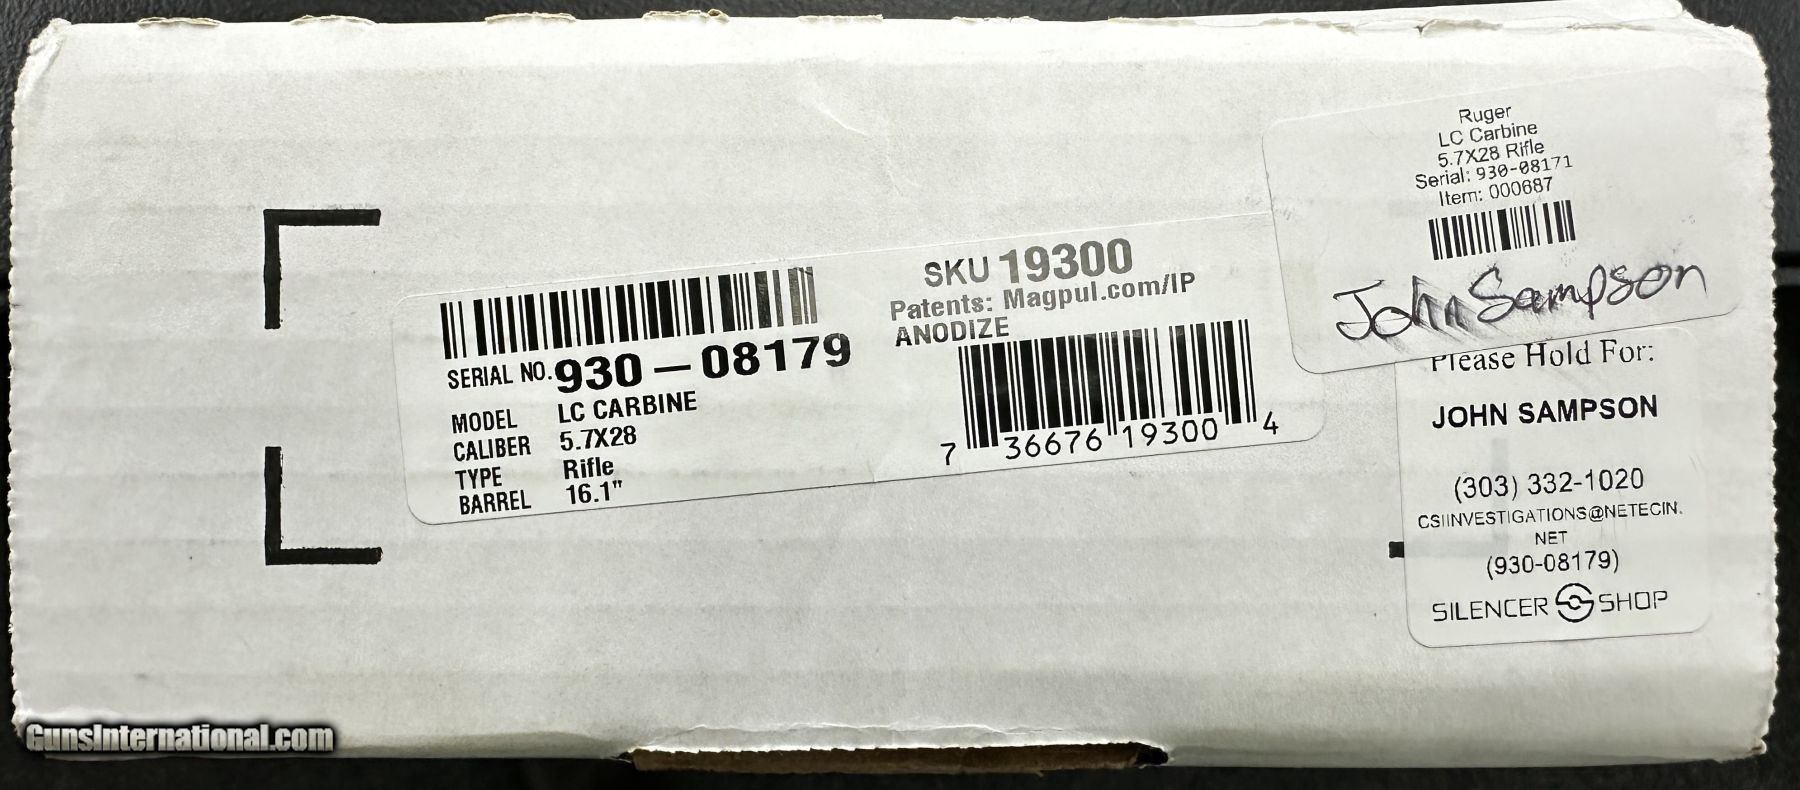 SERIAL NO. 930-08179
MODEL LC CARBINE
CALIBER 5.7X28
TYPE Rifle
BARREL 16.1"
SKU 19300
Patents: Magpul.com/IP
ANODIZE
7 36676 19300 4
Ruger
LC Carbine
5.7X28 Rifle
Serial: 930-08171
Item: 000687
John Sampson
Please Hold For:
JOHN SAMPSON
(303) 332-1020
CSIINVESTIGATIONS@NETECIN.
NET
(930-08179)
SILENCER SHOP
GunsInternational.com